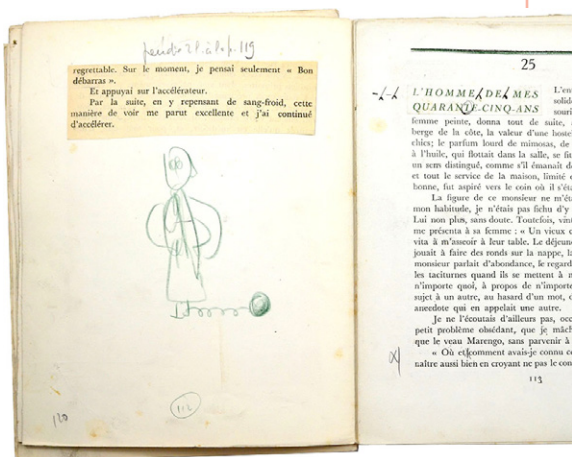 p. 119
regrettable. Sur le moment, je pensai seulement « Bon
débarras ».
Et appuyai sur l'accélérateur.
Par la suite, en y repensant de sang-froid, cette
manière de voir me parut excellente et j'ai continué
d'accélérer.
120
112
25
L'HOMME DE MES
QUARANTE-CINQ-ANS
L'en
solid
souri
femme peinte, donna tout de suite,
berge de la côte, la valeur d'une hoste
chics; le parfum lourd de mimosas, de
à l'huile, qui flottait dans la salle, se fit
un sens distingué, comme s'il émanait d
et tout le service de la maison, limité
bonne, fut aspiré vers le coin où il s'éta
La figure de ce monsieur ne m'ét
mon habitude, je n'étais pas fichu d'y
Lui non plus, sans doute. Toutefois, vint
me présenta à sa femme : « Un vieux c
vita à m'asseoir à leur table. Le déjeun
jouait à faire des ronds sur la nappe, la
monsieur parlait d'abondance, le regard
les taciturnes quand ils se mettent à
n'importe quoi, à propos de n'importe
sujet à un autre, au hasard d'un mot, d
anecdote qui en appelait une autre.
Je ne l'écoutais d'ailleurs pas, occ
petit problème obsédant, que je mâch
que le veau Marengo, sans parvenir à
« Où et comment avais-je connu ce
naître aussi bien en croyant ne pas le con
113